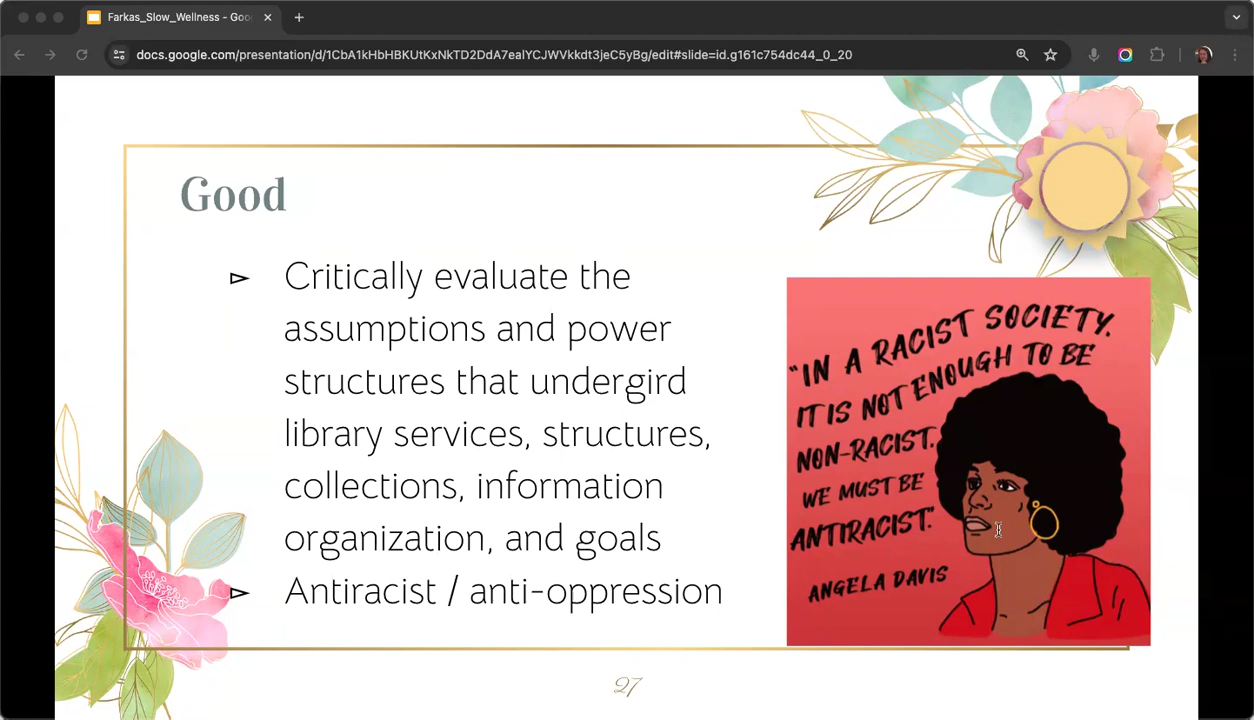 Farkas_Slow_Wellness - Goo
docs.google.com/presentation/d/1CbA1kHbHBKUtKxNkTD2DdA7ealYCJWVkkdt3jeC5yBg/edit#slide=id.g161c754dc44_0_20
Good
➢ Critically evaluate the
assumptions and power
structures that undergird
library services, structures,
collections, information
organization, and goals
➢ Antiracist / anti-oppression
"IN A RACIST SOCIETY.
IT IS NOT ENOUGH TO BE
NON-RACIST.
WE MUST BE
ANTIRACIST."
ANGELA DAVIS
27